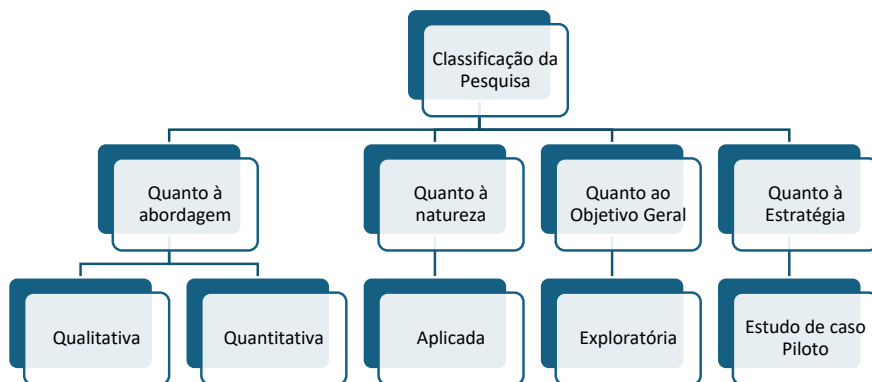 Classificação da
Pesquisa
Quanto à
abordagem
Quanto à
natureza
Quanto ao
Objetivo Geral
Quanto à
Estratégia
Qualitativa
Quantitativa
Aplicada
Exploratória
Estudo de caso
Piloto